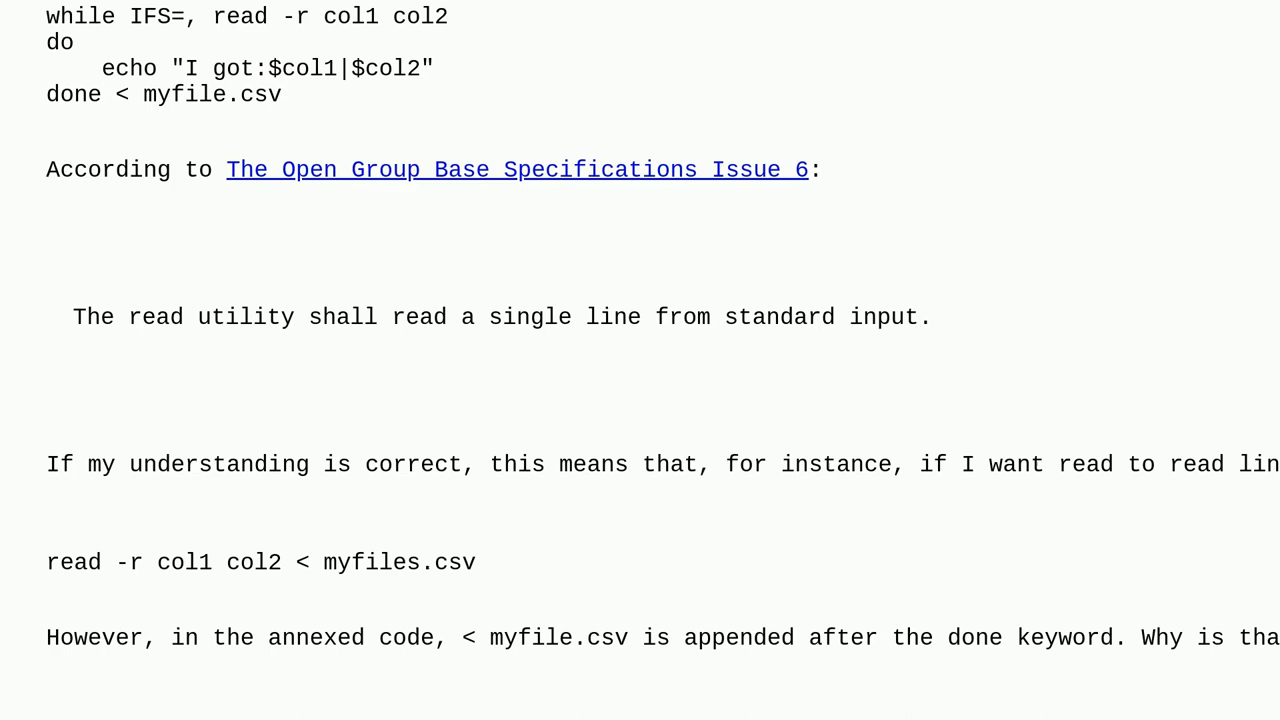 while IFS=, read -r col1 col2
do
    echo "I got:$col1|$col2"
done < myfile.csv
According to The Open Group Base Specifications Issue 6:
The read utility shall read a single line from standard input.
If my understanding is correct, this means that, for instance, if I want read to read lin
read -r col1 col2 < myfiles.csv
However, in the annexed code, < myfile.csv is appended after the done keyword. Why is tha